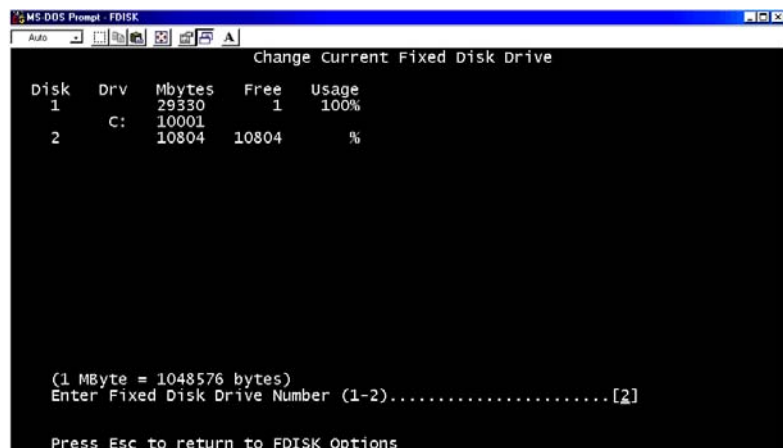 MS-DOS Prompt - FDISK
Auto A
Change Current Fixed Disk Drive
Disk Drv Mbytes Free Usage
1 29330 1 100%
C: 10001
2 10804 10804 %
(1 MByte = 1048576 bytes)
Enter Fixed Disk Drive Number (1-2).......................[2]
Press Esc to return to FDISK Options